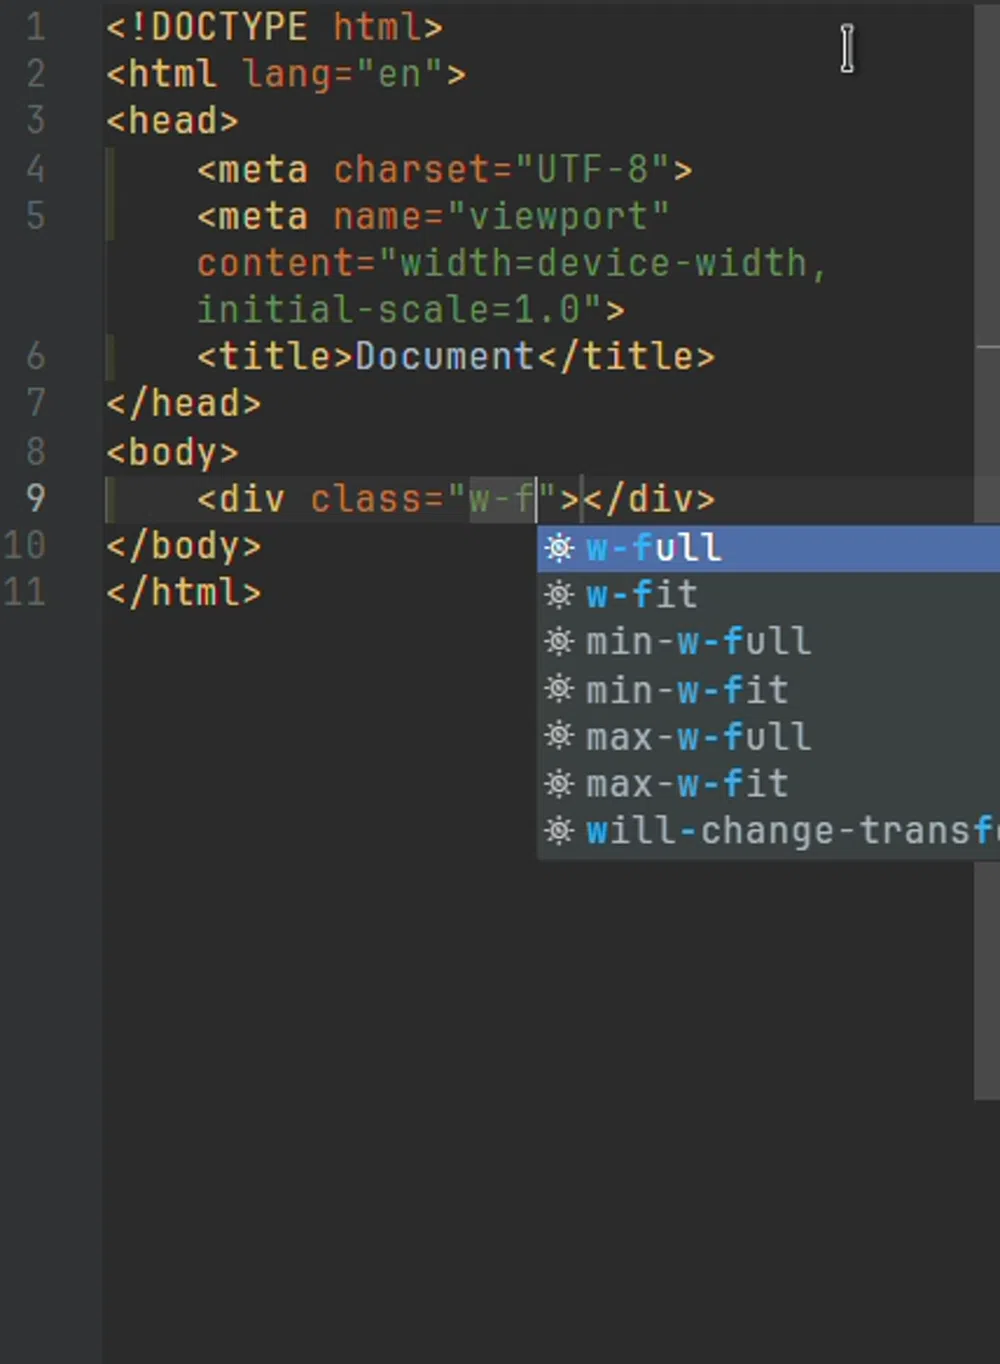 1 <!DOCTYPE html>
2 <html lang="en">
3 <head>
4 <meta charset="UTF-8">
5 <meta name="viewport"
content="width=device-width,
initial-scale=1.0">
6 <title>Document</title>
7 </head>
8 <body>
9 <div class="w-f"></div>
10 </body>
11 </html>
w-full
w-fit
min-w-full
min-w-fit
max-w-full
max-w-fit
will-change-transf